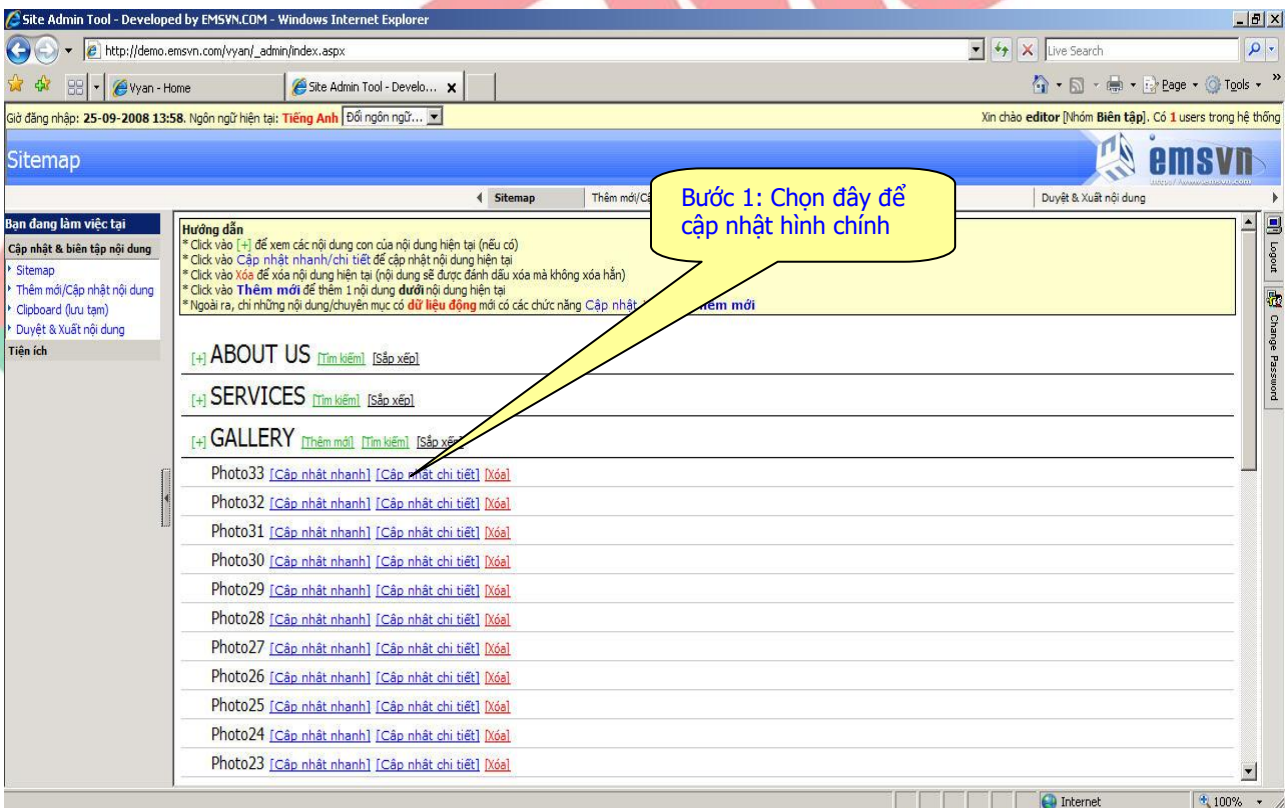 Site Admin Tool - Developed by EMSVN.COM - Windows Internet Explorer
http://demo.emsvn.com/vyan/_admin/index.aspx
Live Search
Vyan - Home
Site Admin Tool - Develo...
Page
Tools
Giờ đăng nhập: 25-09-2008 13:58. Ngôn ngữ hiện tại: Tiếng Anh Đổi ngôn ngữ...
Xin chào editor [Nhóm Biên tập]. Có 1 users trong hệ thống
Sitemap
emsvn
Sitemap
Thêm mới/Cậ
Duyệt & Xuất nội dung
Bước 1: Chọn đây để
cập nhật hình chính
Bạn đang làm việc tại
Cập nhật & biên tập nội dung
Sitemap
Thêm mới/Cập nhật nội dung
Clipboard (lưu tạm)
Duyệt & Xuất nội dung
Tiện ích
Hướng dẫn
* Click vào [+] để xem các nội dung con của nội dung hiện tại (nếu có)
* Click vào Cập nhật nhanh/chi tiết để cập nhật nội dung hiện tại
* Click vào Xóa để xóa nội dung hiện tại (nội dung sẽ được đánh dấu xóa mà không xóa hẳn)
* Click vào Thêm mới để thêm 1 nội dung dưới nội dung hiện tại
* Ngoài ra, chỉ những nội dung/chuyên mục có dữ liệu động mới có các chức năng Cập nhật, Thêm mới
[+] ABOUT US [Tìm kiếm] [Sắp xếp]
[+] SERVICES [Tìm kiếm] [Sắp xếp]
[+] GALLERY [Thêm mới] [Tìm kiếm] [Sắp xếp]
Photo33 [Cập nhật nhanh] [Cập nhật chi tiết] [Xóa]
Photo32 [Cập nhật nhanh] [Cập nhật chi tiết] [Xóa]
Photo31 [Cập nhật nhanh] [Cập nhật chi tiết] [Xóa]
Photo30 [Cập nhật nhanh] [Cập nhật chi tiết] [Xóa]
Photo29 [Cập nhật nhanh] [Cập nhật chi tiết] [Xóa]
Photo28 [Cập nhật nhanh] [Cập nhật chi tiết] [Xóa]
Photo27 [Cập nhật nhanh] [Cập nhật chi tiết] [Xóa]
Photo26 [Cập nhật nhanh] [Cập nhật chi tiết] [Xóa]
Photo25 [Cập nhật nhanh] [Cập nhật chi tiết] [Xóa]
Photo24 [Cập nhật nhanh] [Cập nhật chi tiết] [Xóa]
Photo23 [Cập nhật nhanh] [Cập nhật chi tiết] [Xóa]
Logout
Change Password
Internet
100%